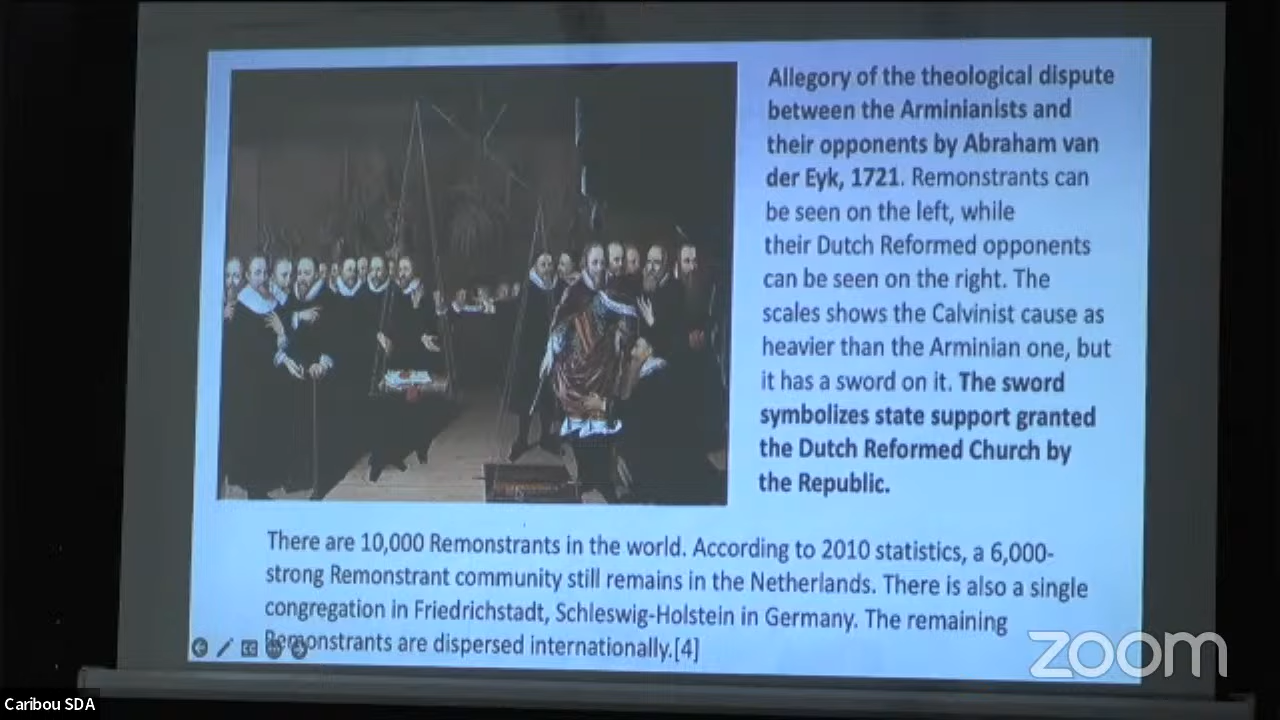 Allegory of the theological dispute
between the Arminianists and
their opponents by Abraham van
der Eyk, 1721. Remonstrants can
be seen on the left, while
their Dutch Reformed opponents
can be seen on the right. The
scales shows the Calvinist cause as
heavier than the Arminian one, but
it has a sword on it. The sword
symbolizes state support granted
the Dutch Reformed Church by
the Republic.
There are 10,000 Remonstrants in the world. According to 2010 statistics, a 6,000-
strong Remonstrant community still remains in the Netherlands. There is also a single
congregation in Friedrichstadt, Schleswig-Holstein in Germany. The remaining
Remonstrants are dispersed internationally.[4]
zoom
Caribou SDA